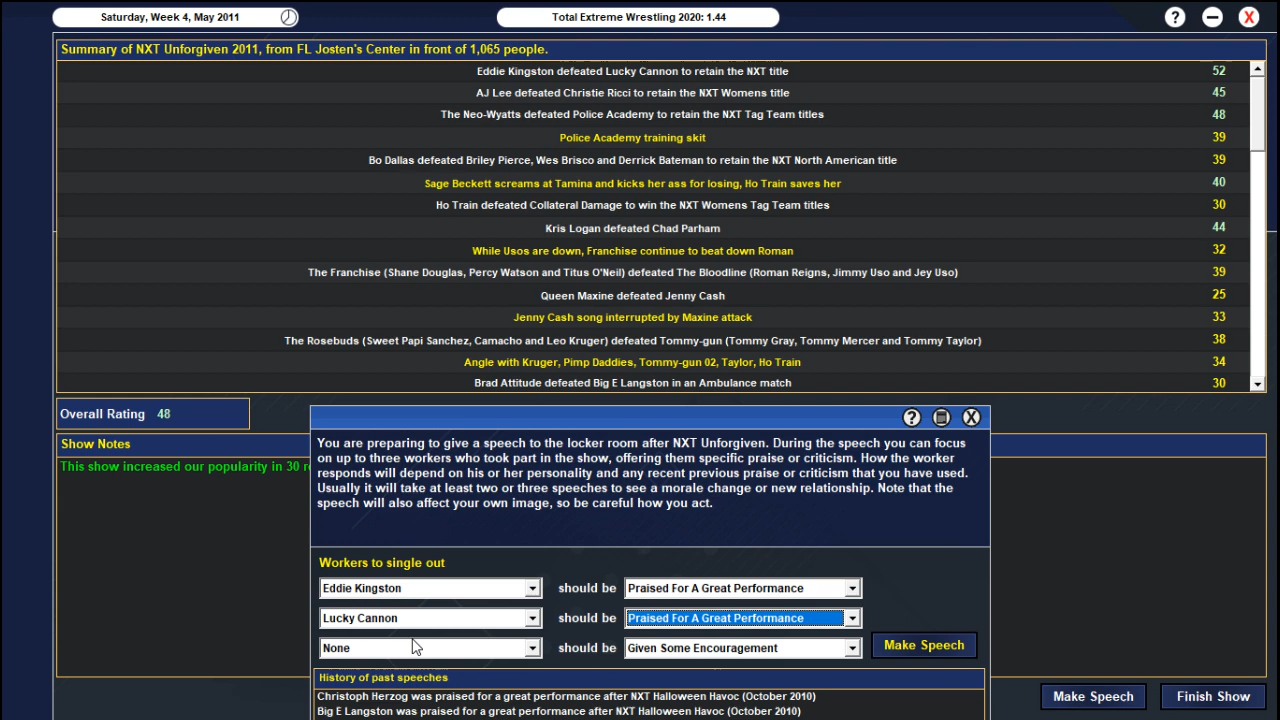 Saturday, Week 4, May 2011
Total Extreme Wrestling 2020: 1.44
? X
Summary of NXT Unforgiven 2011, from FL Josten's Center in front of 1,065 people.
Eddie Kingston defeated Lucky Cannon to retain the NXT title 52
AJ Lee defeated Christie Ricci to retain the NXT Womens title 45
The Neo-Wyatts defeated Police Academy to retain the NXT Tag Team titles 48
Police Academy training skit 39
Bo Dallas defeated Briley Pierce, Wes Brisco and Derrick Bateman to retain the NXT North American title 39
Sage Beckett screams at Tamina and kicks her ass for losing, Ho Train saves her 40
Ho Train defeated Collateral Damage to win the NXT Womens Tag Team titles 30
Kris Logan defeated Chad Parham 44
While Usos are down, Franchise continue to beat down Roman 32
The Franchise (Shane Douglas, Percy Watson and Titus O'Neil) defeated The Bloodline (Roman Reigns, Jimmy Uso and Jey Uso) 39
Queen Maxine defeated Jenny Cash 25
Jenny Cash song interrupted by Maxine attack 33
The Rosebuds (Sweet Papi Sanchez, Camacho and Leo Kruger) defeated Tommy-gun (Tommy Gray, Tommy Mercer and Tommy Taylor) 38
Angle with Kruger, Pimp Daddies, Tommy-gun 02, Taylor, Ho Train 34
Brad Attitude defeated Big E Langston in an Ambulance match 30
Overall Rating 48
Show Notes
This show increased our popularity in 30 re
? X
You are preparing to give a speech to the locker room after NXT Unforgiven. During the speech you can focus
on up to three workers who took part in the show, offering them specific praise or criticism. How the worker
responds will depend on his or her personality and any recent previous praise or criticism that you have used.
Usually it will take at least two or three speeches to see a morale change or new relationship. Note that the
speech will also affect your own image, so be careful how you act.
Workers to single out
Eddie Kingston should be Praised For A Great Performance
Lucky Cannon should be Praised For A Great Performance
None should be Given Some Encouragement Make Speech
History of past speeches
Christoph Herzog was praised for a great performance after NXT Halloween Havoc (October 2010)
Big E Langston was praised for a great performance after NXT Halloween Havoc (October 2010)
Make Speech Finish Show